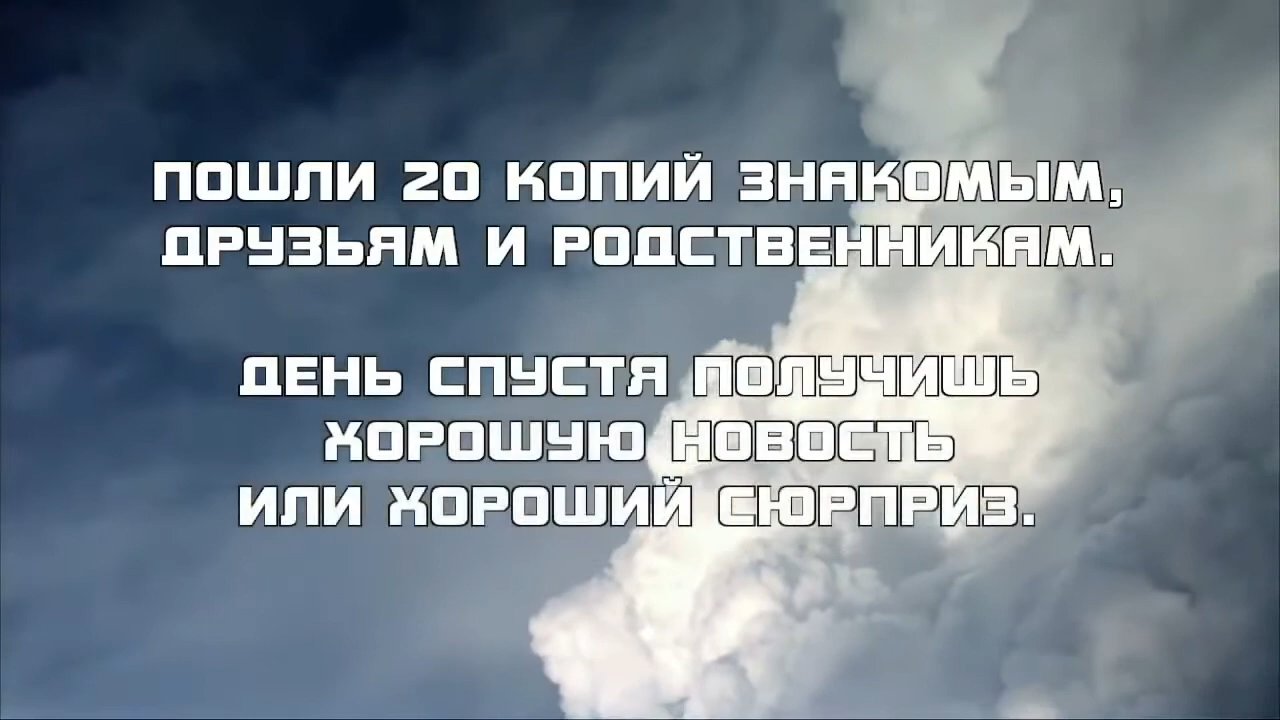 ПОШЛИ 20 КОПИЙ ЗНАКОМЫМ,
ДРУЗЬЯМ И РОДСТВЕННИКАМ.
ДЕНЬ СПУСТЯ ПОЛУЧИШЬ
ХОРОШУЮ НОВОСТЬ
ИЛИ ХОРОШИЙ СЮРПРИЗ.